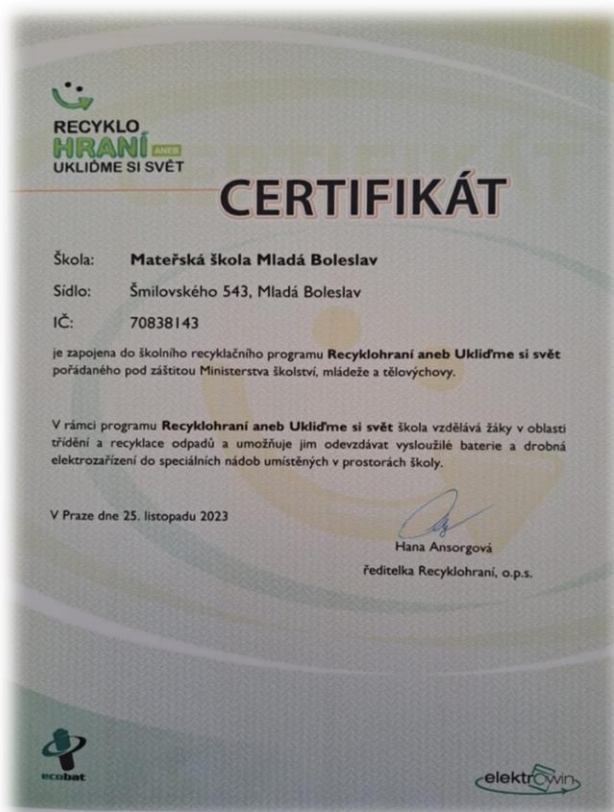 RECYKLO
HRANÍ ANEB
UKLIĎME SI SVĚT
CERTIFIKÁT
Škola: Mateřská škola Mladá Boleslav
Sídlo: Šmilovského 543, Mladá Boleslav
IČ: 70838143
je zapojena do školního recyklačního programu Recyklohraní aneb Ukliďme si svět
pořádaného pod záštitou Ministerstva školství, mládeže a tělovýchovy.
V rámci programu Recyklohraní aneb Ukliďme si svět škola vzdělává žáky v oblasti
třídění a recyklace odpadů a umožňuje jim odevzdávat vysloužilé baterie a drobná
elektrozařízení do speciálních nádob umístěných v prostorách školy.
V Praze dne 25. listopadu 2023
Hana Ansorgová
ředitelka Recyklohraní, o.p.s.
ecobat
elektrowin